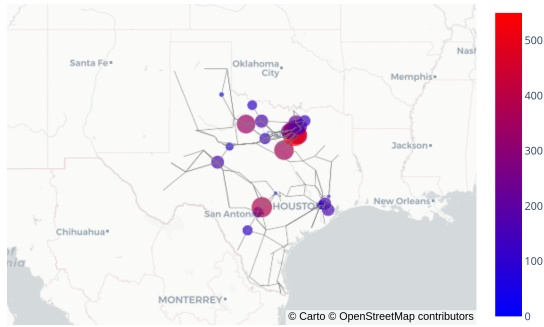 Santa Fe
Oklahoma
City
Memphis
Nash
Jackson
New Orleans
San Antonio
HOUSTON
Chihuahua
MONTERREY
© Carto © OpenStreetMap contributors
500
400
300
200
100
0